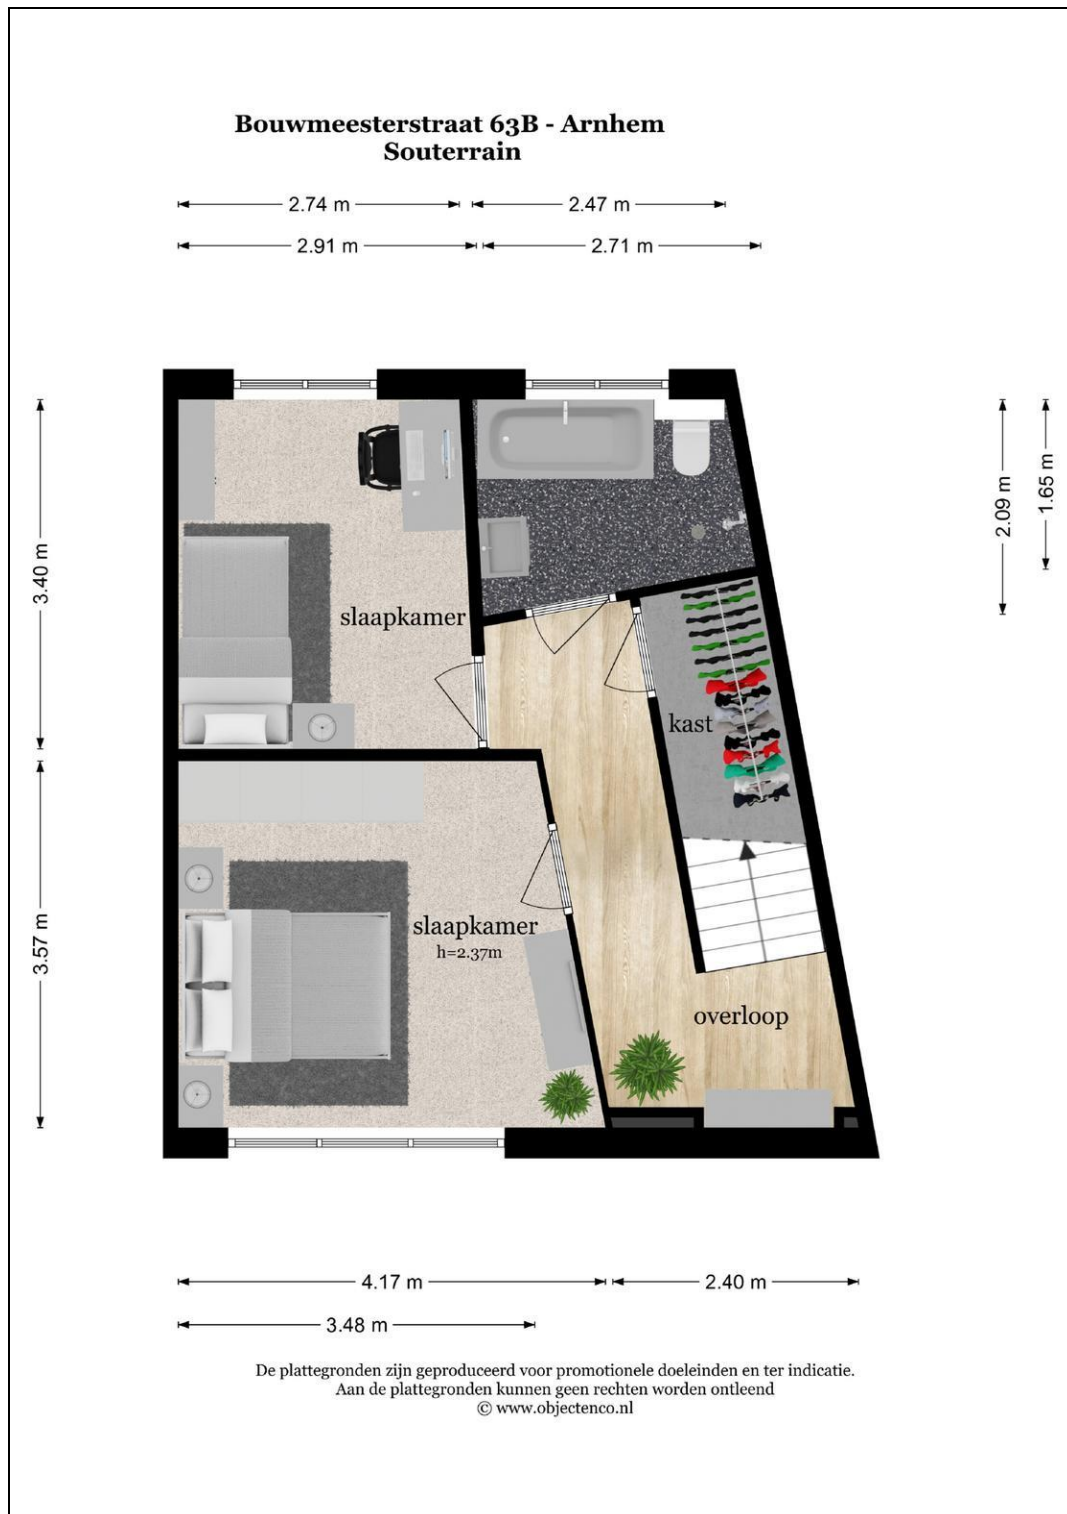 Bouwmeesterstraat 63B - Arnhem
Souterrain
2.74 m
2.47 m
2.91 m
2.71 m
3.40 m
2.09 m
1.65 m
slaapkamer
kast
3.57 m
slaapkamer
h=2.37m
overloop
4.17 m
2.40 m
3.48 m
De plattegronden zijn geproduceerd voor promotionele doeleinden en ter indicatie.
Aan de plattegronden kunnen geen rechten worden ontleend
© www.objectenco.nl